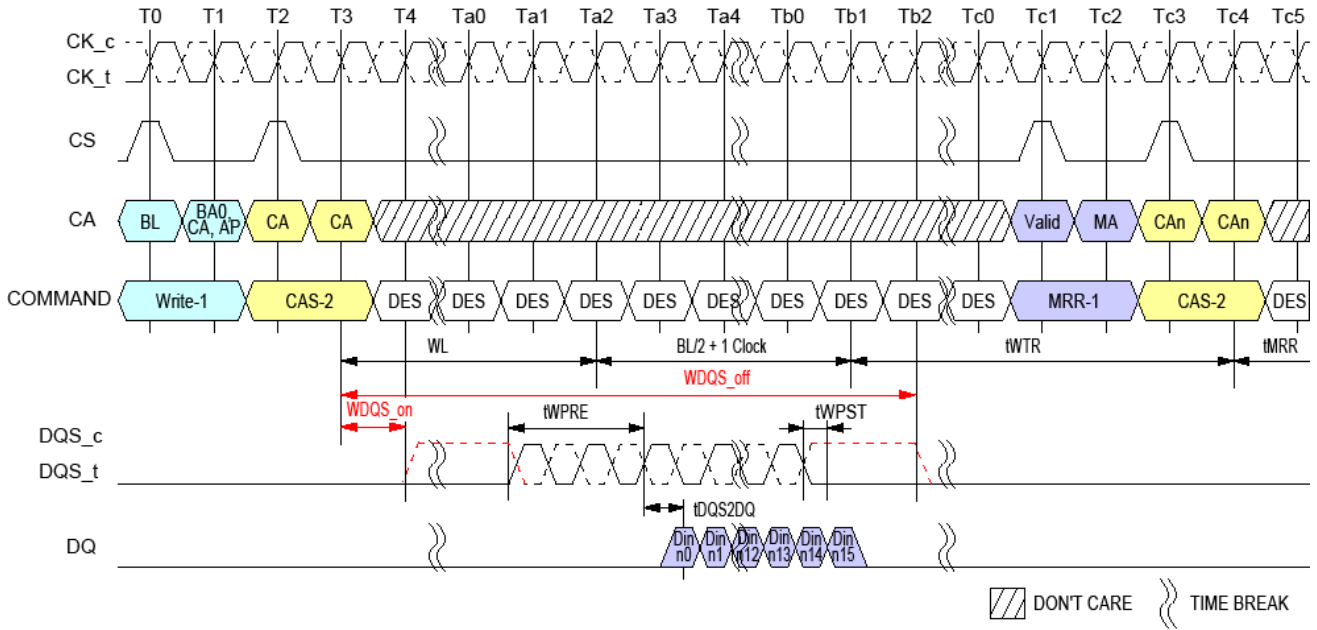 T0 T1 T2 T3 T4 Ta0 Ta1 Ta2 Ta3 Ta4 Tb0 Tb1 Tb2 Tc0 Tc1 Tc2 Tc3 Tc4 Tc5
CK_c
CK_t
CS
CA BL BA0, CA, AP CA CA Valid MA CAn CAn
COMMAND Write-1 CAS-2 DES DES DES DES DES DES DES DES DES DES MRR-1 CAS-2 DES
WL BL/2 + 1 Clock tWTR tMRR
WDQS_off
WDQS_on tWPRE tWPST
DQS_c
DQS_t
tDQS2DQ
DQ Din n0 Din n1 Din n12 Din n13 Din n14 Din n15
DON'T CARE TIME BREAK